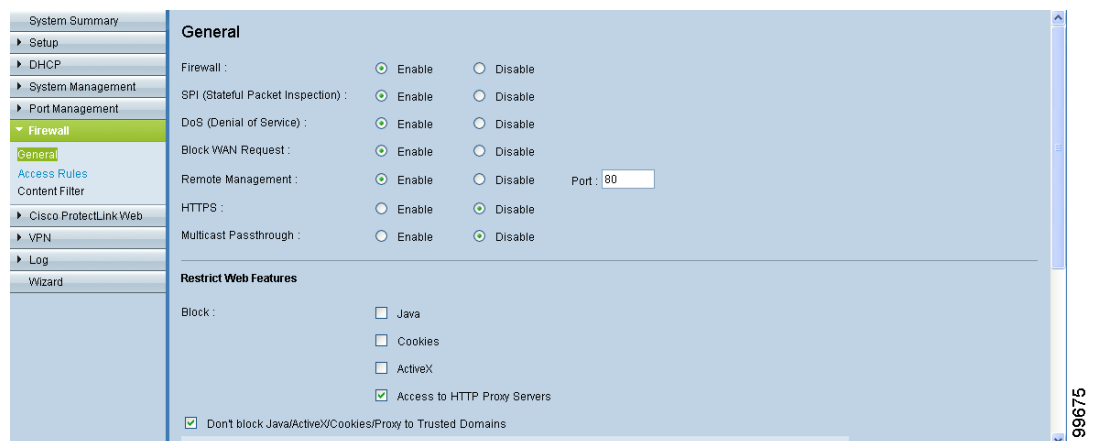 System Summary
Setup
DHCP
System Management
Port Management
Firewall
General
Access Rules
Content Filter
Cisco ProtectLink Web
VPN
Log
Wizard
General
Firewall : Enable Disable
SPI (Stateful Packet Inspection) : Enable Disable
DoS (Denial of Service) : Enable Disable
Block WAN Request : Enable Disable
Remote Management : Enable Disable Port : 80
HTTPS : Enable Disable
Multicast Passthrough : Enable Disable
Restrict Web Features
Block : Java
Cookies
ActiveX
Access to HTTP Proxy Servers
Don't block Java/ActiveX/Cookies/Proxy to Trusted Domains
99675